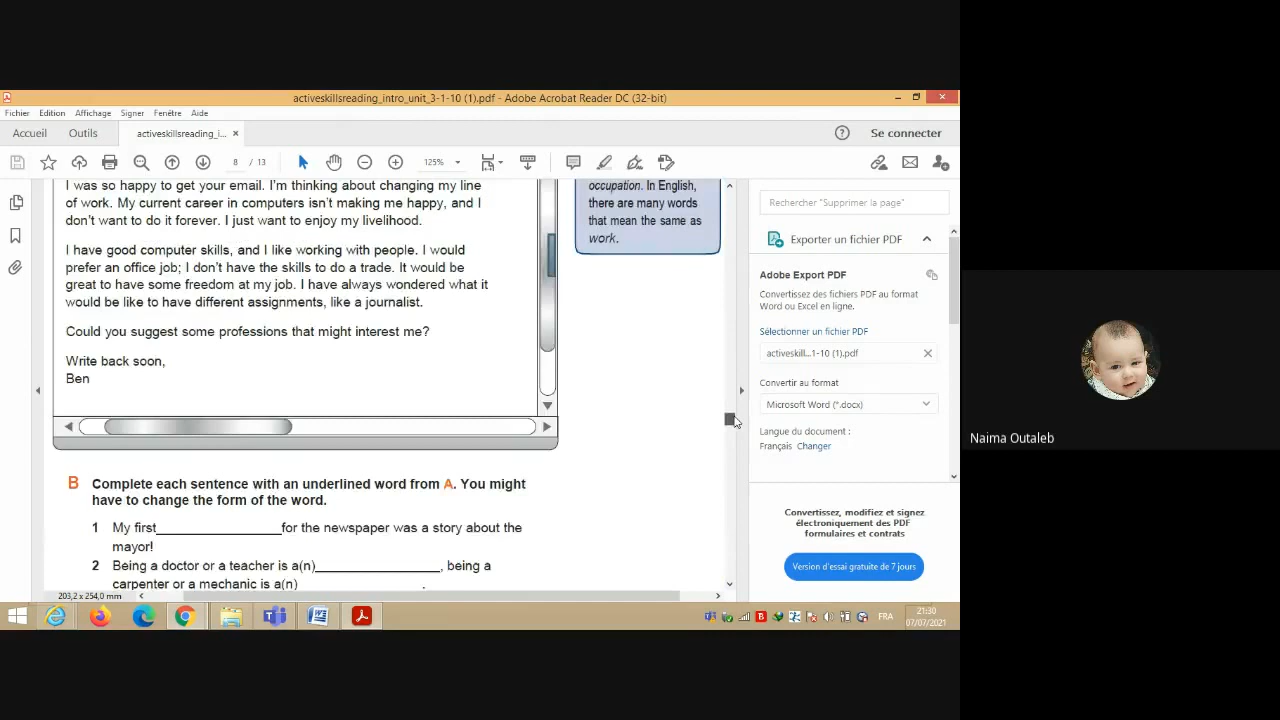 activeskillsreading_intro_unit_3-1-10 (1).pdf - Adobe Acrobat Reader DC (32-bit)
Fichier Edition Affichage Signer Fenêtre Aide
Accueil Outils activeskillsreading_i... × Se connecter
8 / 13 125%
I was so happy to get your email. I'm thinking about changing my line
of work. My current career in computers isn't making me happy, and I
don't want to do it forever. I just want to enjoy my livelihood.
I have good computer skills, and I like working with people. I would
prefer an office job; I don't have the skills to do a trade. It would be
great to have some freedom at my job. I have always wondered what it
would be like to have different assignments, like a journalist.
Could you suggest some professions that might interest me?
Write back soon,
Ben
occupation. In English,
there are many words
that mean the same as
work.
B Complete each sentence with an underlined word from A. You might
have to change the form of the word.
1 My first____________for the newspaper was a story about the
mayor!
2 Being a doctor or a teacher is a(n)____________, being a
carpenter or a mechanic is a(n)____________.
203,2 x 254,0 mm
Rechercher "Supprimer la page"
Exporter un fichier PDF
Adobe Export PDF
Convertissez des fichiers PDF au format
Word ou Excel en ligne.
Sélectionner un fichier PDF
activeskill...1-10 (1).pdf
Convertir au format
Microsoft Word (*.docx)
Langue du document :
Français Changer
Convertissez, modifiez et signez
électroniquement des PDF
formulaires et contrats
Version d'essai gratuite de 7 jours
FRA
21:30
07/07/2021
Naima Outaleb